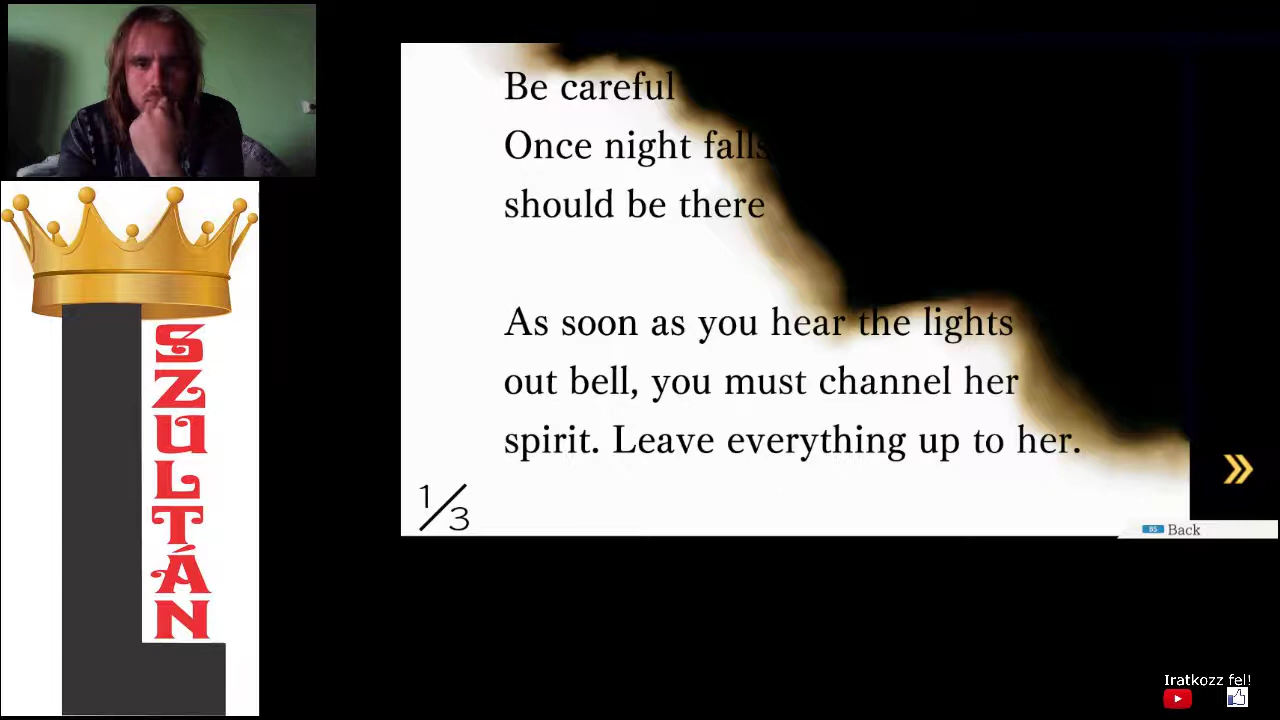 Be careful
Once night falls
should be there
As soon as you hear the lights
out bell, you must channel her
spirit. Leave everything up to her.
1/3
BS Back
L
SZULTÁN
Iratkozz fel!